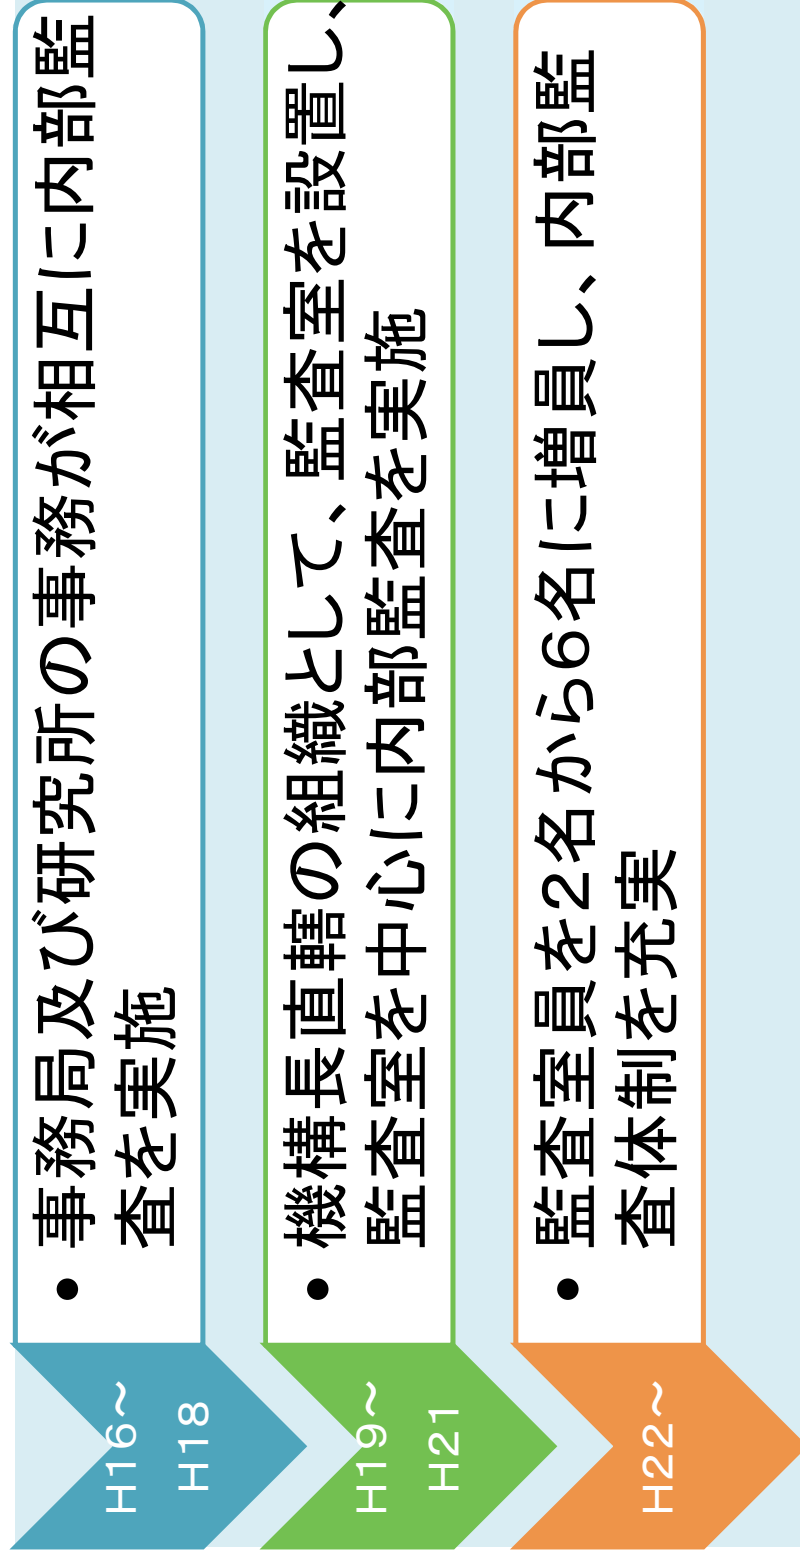 H16～
H18
• 事務局及び研究所の事務が相互に内部監
査を実施
H19～
H21
• 機構長直轄の組織として、監査室を設置し、
監査室を中心に内部監査を実施
H22～
• 監査室員を2名から6名に増員し、内部監
査体制を充実